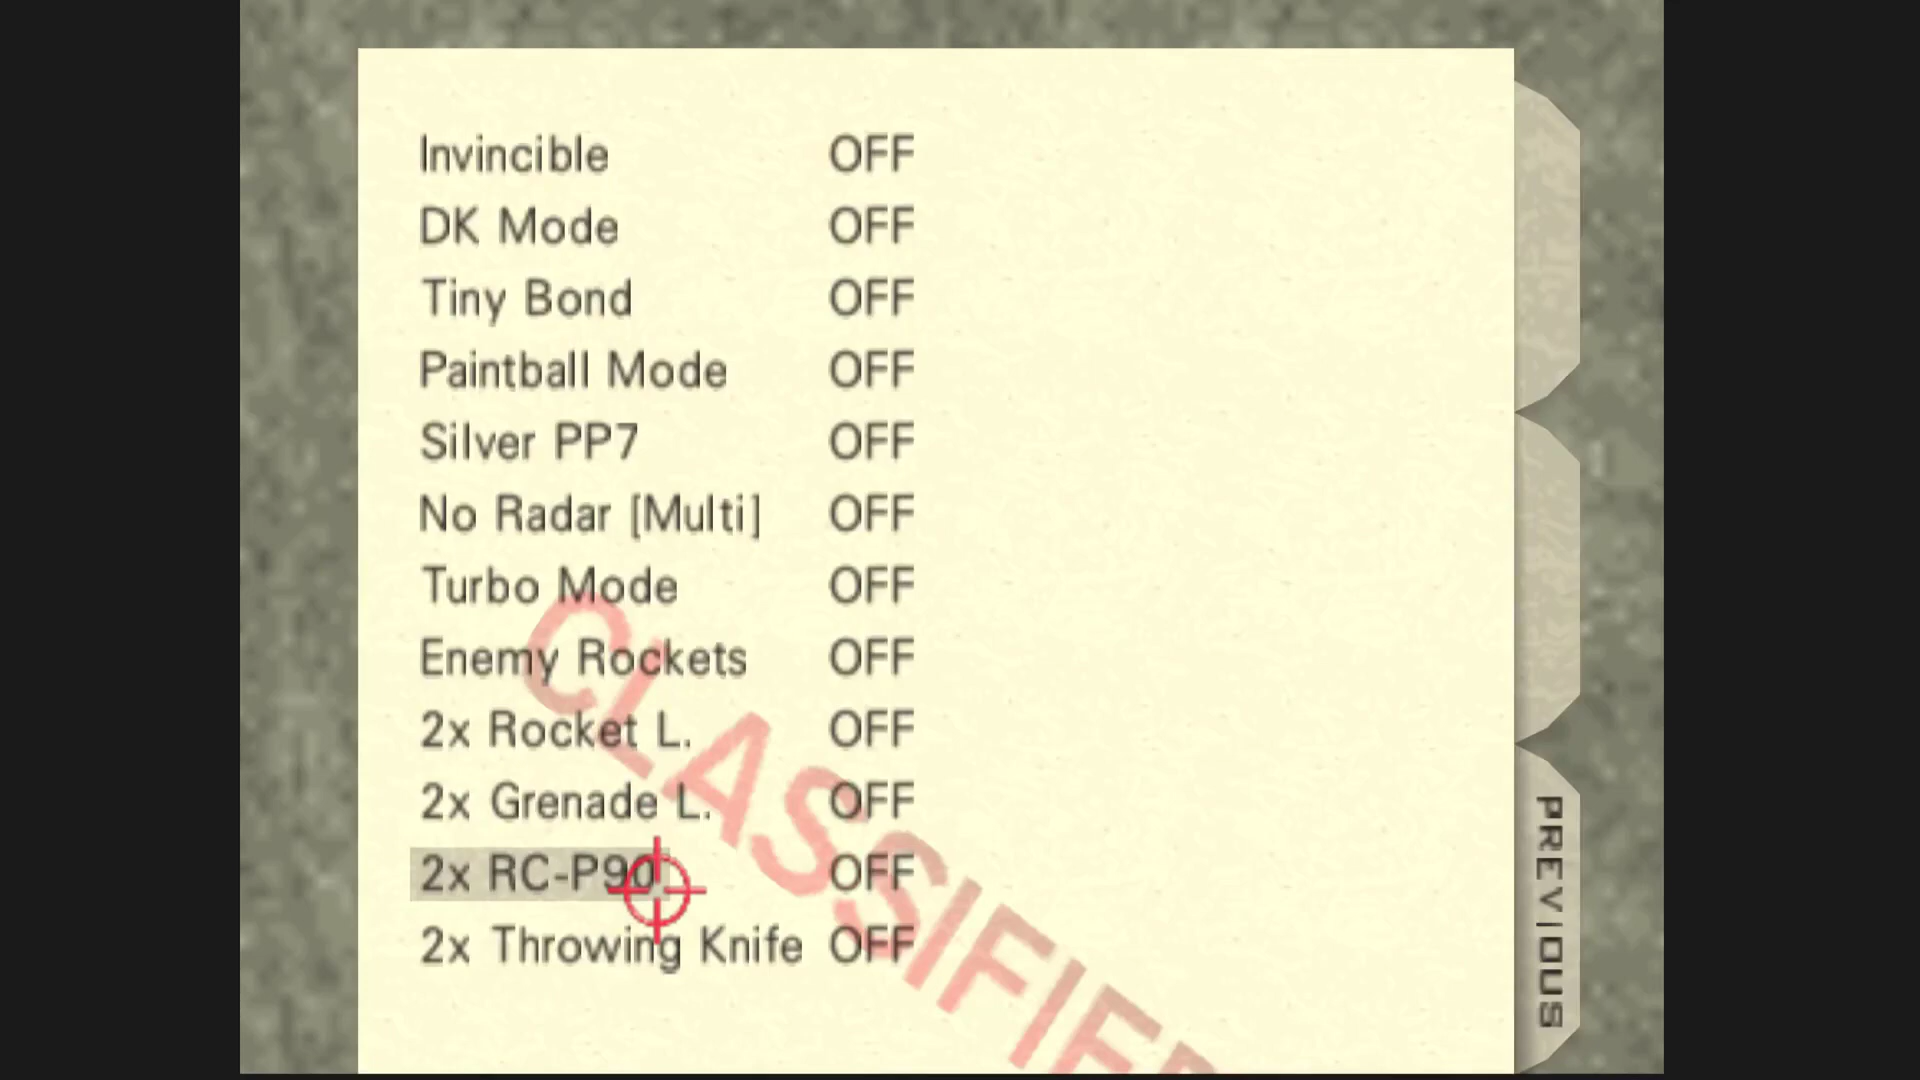 Invincible OFF
DK Mode OFF
Tiny Bond OFF
Paintball Mode OFF
Silver PP7 OFF
No Radar [Multi] OFF
Turbo Mode OFF
Enemy Rockets OFF
2x Rocket L. OFF
2x Grenade L. OFF
2x RC-P90 OFF
2x Throwing Knife OFF
CLASSIFIED
PREVIOUS